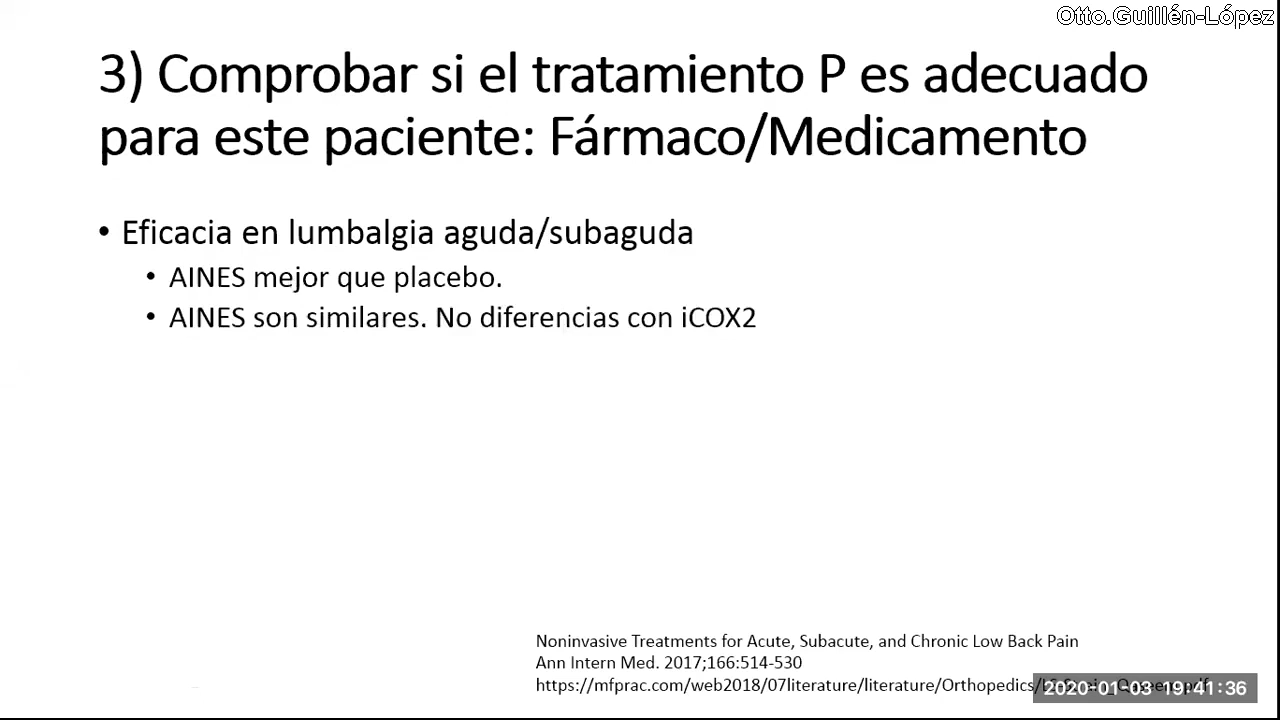 Otto.Guillén-López
3) Comprobar si el tratamiento P es adecuado
para este paciente: Fármaco/Medicamento
• Eficacia en lumbalgia aguda/subaguda
• AINES mejor que placebo.
• AINES son similares. No diferencias con iCOX2
Noninvasive Treatments for Acute, Subacute, and Chronic Low Back Pain
Ann Intern Med. 2017;166:514-530
https://mfprac.com/web2018/07literature/literature/Orthopedics/
2020-01-03 19:41:36